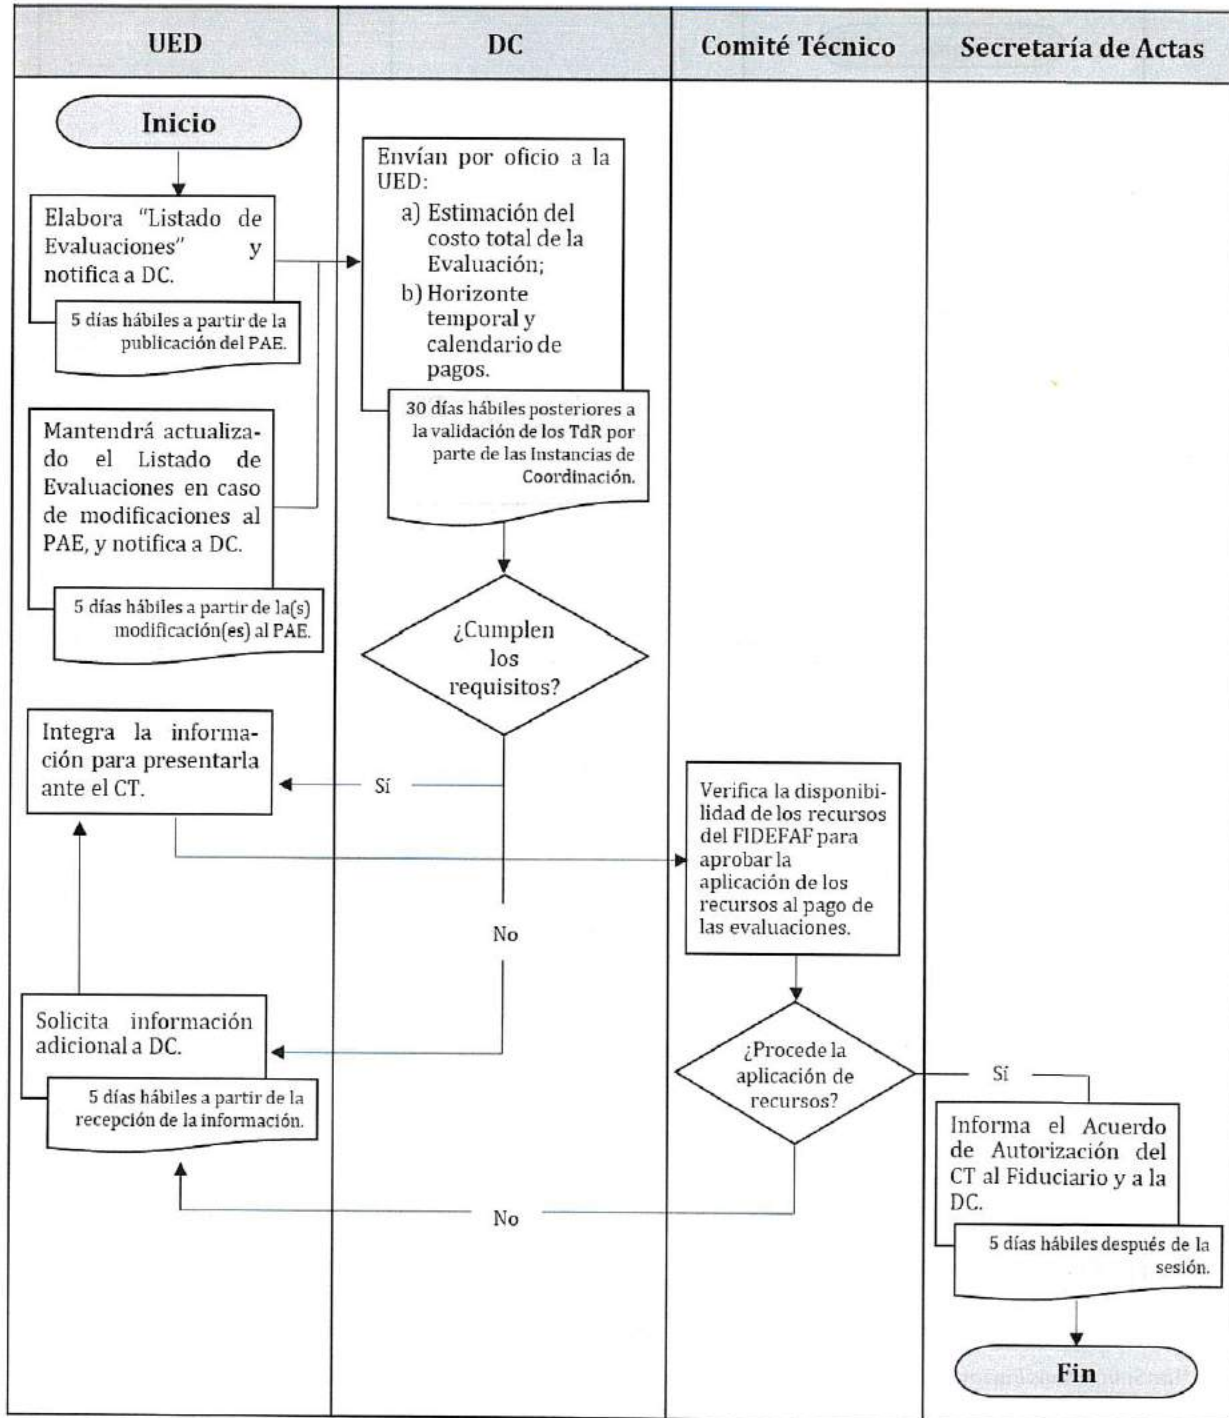 UED
DC
Comité Técnico
Secretaría de Actas
Inicio
Elabora "Listado de
Evaluaciones" y
notifica a DC.
5 días hábiles a partir de la
publicación del PAE.
Mantendrá actualiza-
do el Listado de
Evaluaciones en caso
de modificaciones al
PAE, y notifica a DC.
5 días hábiles a partir de la(s)
modificación(es) al PAE.
Envían por oficio a la
UED:
a) Estimación del
costo total de la
Evaluación;
b) Horizonte
temporal y
calendario de
pagos.
30 días hábiles posteriores a
la validación de los TdR por
parte de las Instancias de
Coordinación.
¿Cumplen
los
requisitos?
Sí
No
Integra la informa-
ción para presentarla
ante el CT.
Solicita información
adicional a DC.
5 días hábiles a partir de la
recepción de la información.
Verifica la disponibi-
lidad de los recursos
del FIDEFAF para
aprobar la
aplicación de los
recursos al pago de
las evaluaciones.
¿Procede la
aplicación de
recursos?
Sí
No
Informa el Acuerdo
de Autorización del
CT al Fiduciario y a la
DC.
5 días hábiles después de la
sesión.
Fin